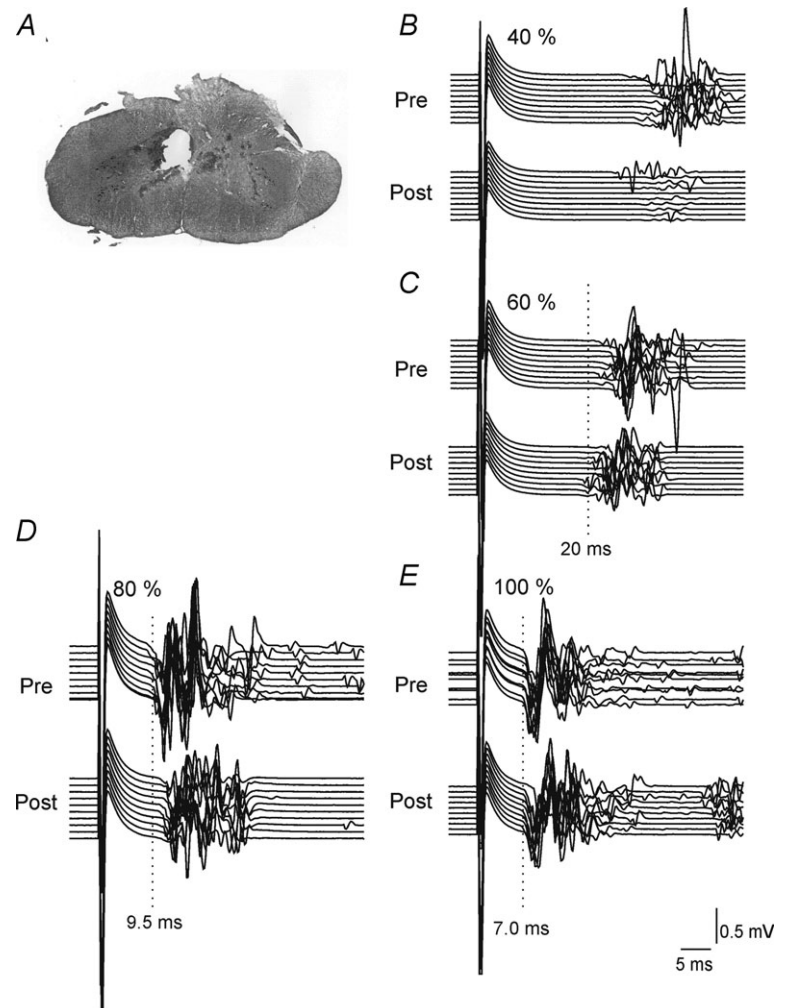 A
B
40 %
Pre
Post
C
60 %
Pre
Post
20 ms
D
80 %
Pre
Post
9.5 ms
E
100 %
Pre
Post
7.0 ms
0.5 mV
5 ms